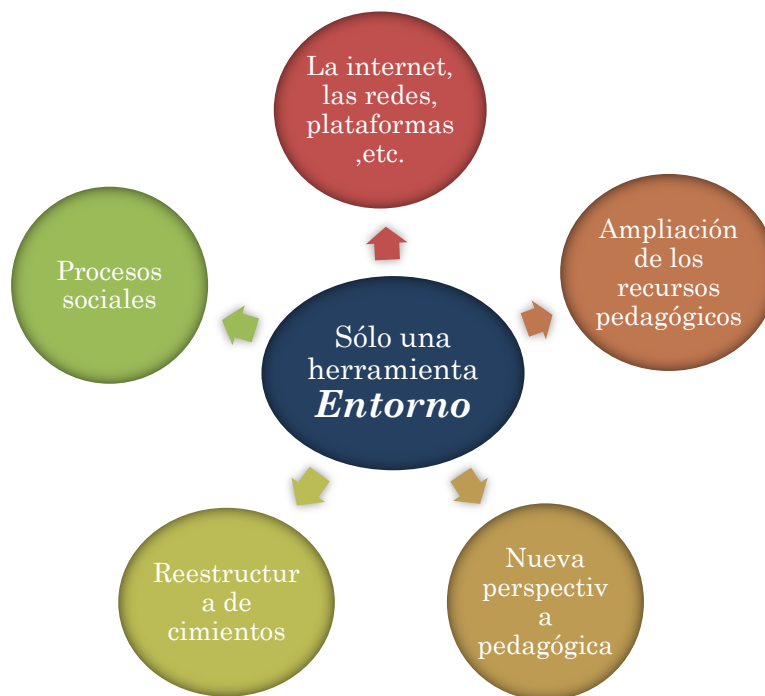 La internet,
las redes,
plataformas
,etc.
Ampliación
de los
recursos
pedagógicos
Procesos
sociales
Sólo una
herramienta
Entorno
Reestructur
a de
cimientos
Nueva
perspectiv
a
pedagógica